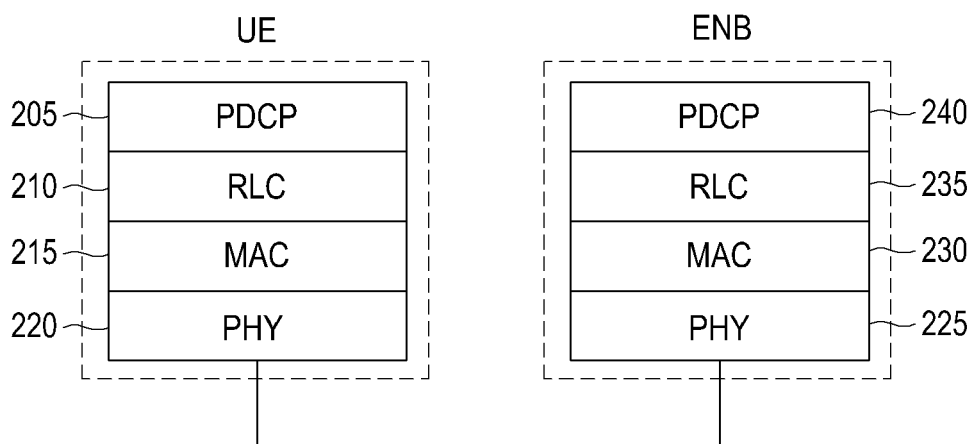 UE ENB
205 PDCP PDCP 240
210 RLC RLC 235
215 MAC MAC 230
220 PHY PHY 225